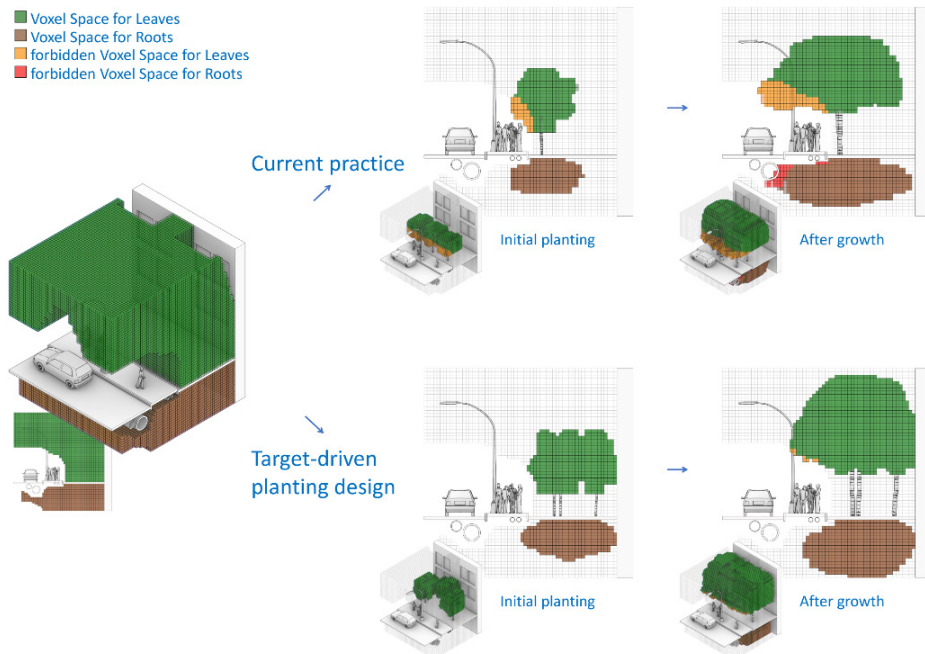 Voxel Space for Leaves
Voxel Space for Roots
forbidden Voxel Space for Leaves
forbidden Voxel Space for Roots
Current practice
Initial planting
After growth
Target-driven
planting design
Initial planting
After growth